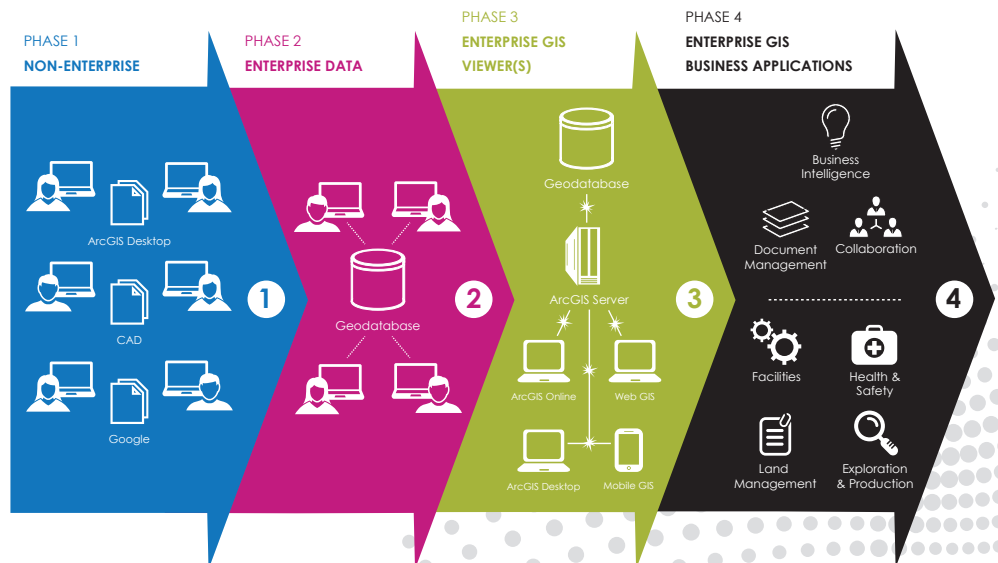 PHASE 1
NON-ENTERPRISE
ArcGIS Desktop
CAD
Google
1
PHASE 2
ENTERPRISE DATA
Geodatabase
2
PHASE 3
ENTERPRISE GIS
VIEWER(S)
Geodatabase
ArcGIS Server
ArcGIS Online
Web GIS
ArcGIS Desktop
Mobile GIS
3
PHASE 4
ENTERPRISE GIS
BUSINESS APPLICATIONS
Business
Intelligence
Document
Management
Collaboration
Facilities
Health &
Safety
Land
Management
Exploration
& Production
4